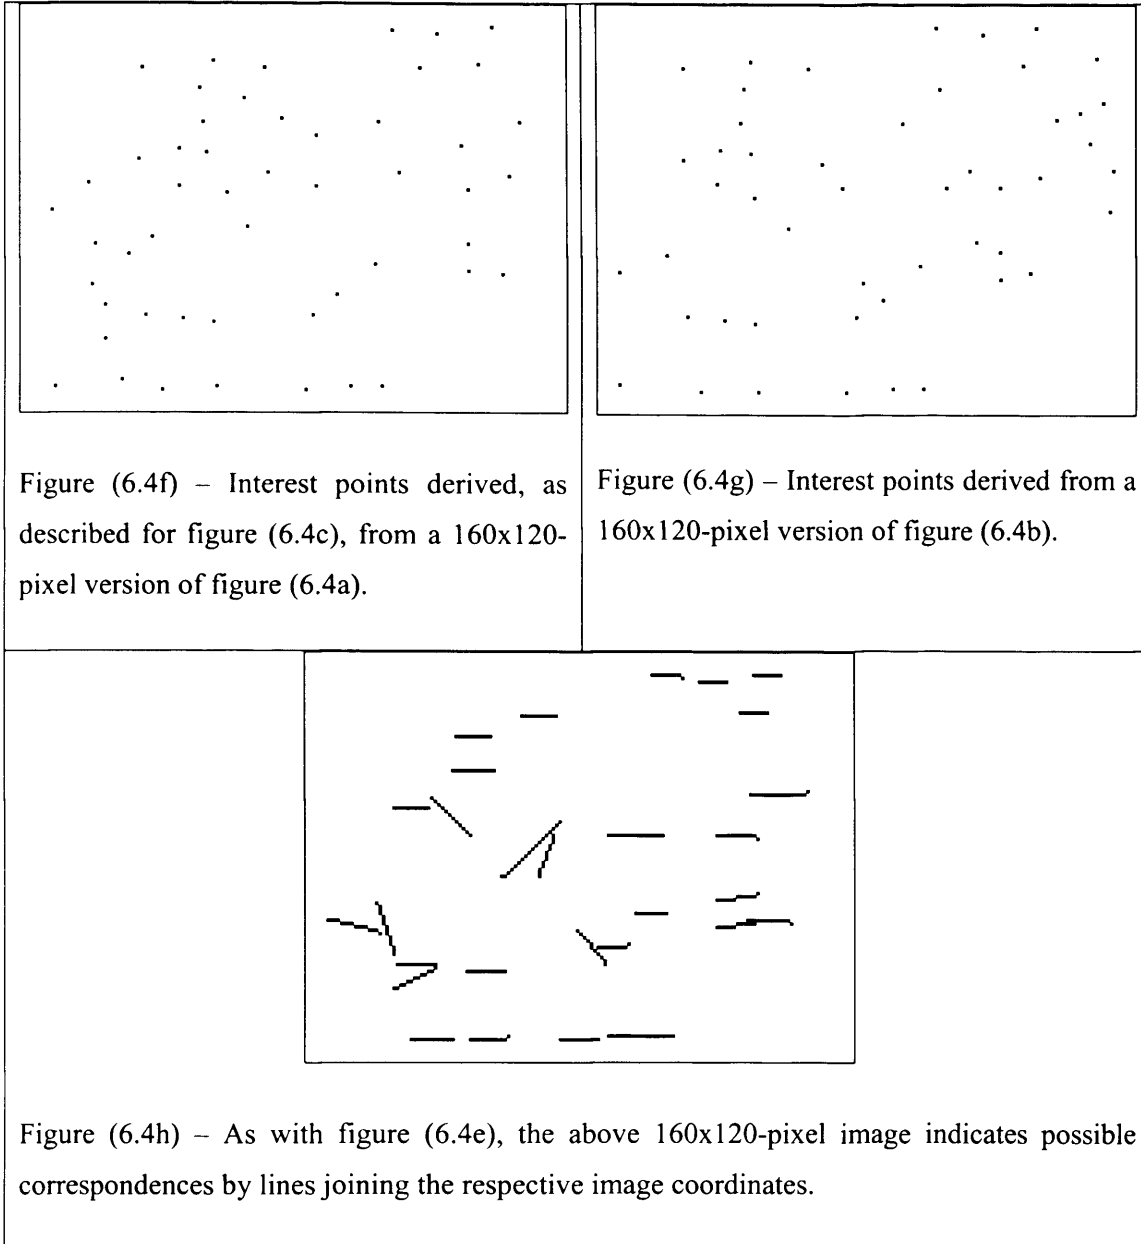 Figure (6.4f) – Interest points derived, as
described for figure (6.4c), from a 160x120-
pixel version of figure (6.4a).
Figure (6.4g) – Interest points derived from a
160x120-pixel version of figure (6.4b).
Figure (6.4h) – As with figure (6.4e), the above 160x120-pixel image indicates possible
correspondences by lines joining the respective image coordinates.